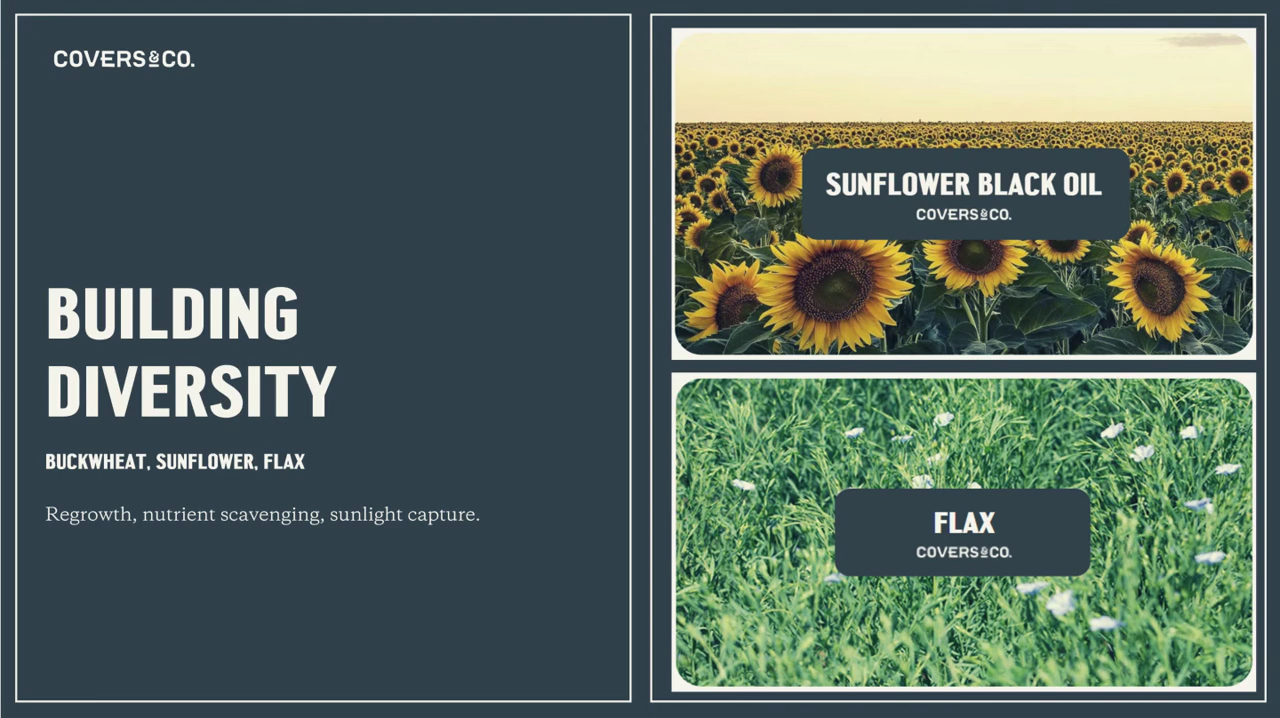 COVERS&CO.
BUILDING
DIVERSITY
BUCKWHEAT, SUNFLOWER, FLAX
Regrowth, nutrient scavenging, sunlight capture.
SUNFLOWER BLACK OIL
COVERS&CO.
FLAX
COVERS&CO.